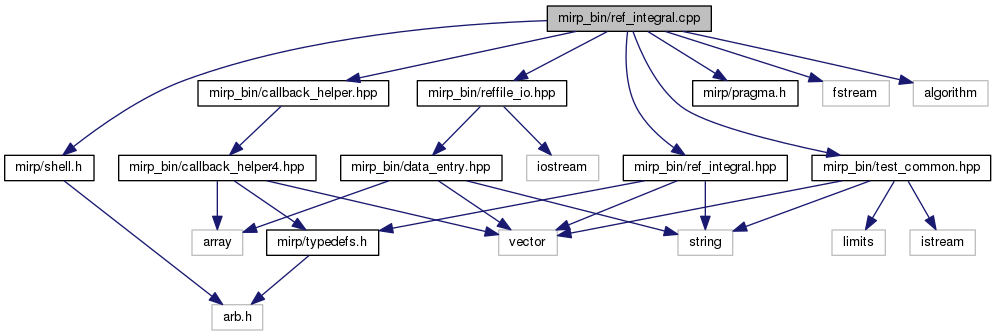 mirp_bin/ref_integral.cpp
mirp_bin/callback_helper.hpp
mirp_bin/reffile_io.hpp
mirp/pragma.h
fstream
algorithm
mirp/shell.h
mirp_bin/callback_helper4.hpp
mirp_bin/data_entry.hpp
iostream
mirp_bin/ref_integral.hpp
mirp_bin/test_common.hpp
array
mirp/typedefs.h
vector
string
limits
istream
arb.h